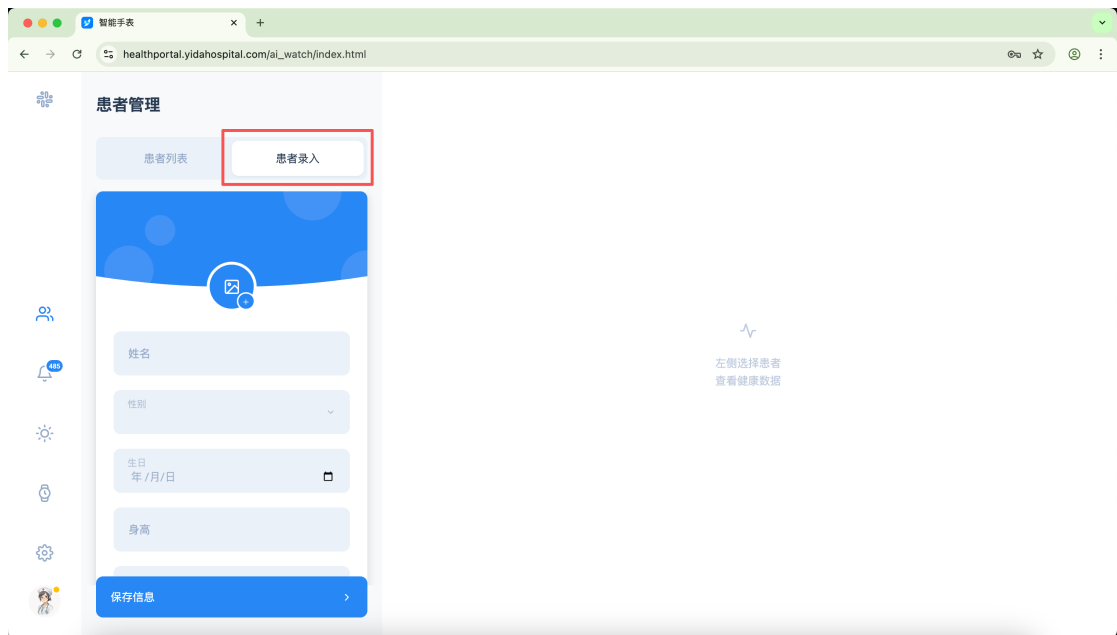 智能手表
healthportal.yidahospital.com/ai_watch/index.html
患者管理
患者列表
患者录入
姓名
485
性别
生日
年 /月/日
身高
保存信息
左侧选择患者
查看健康数据